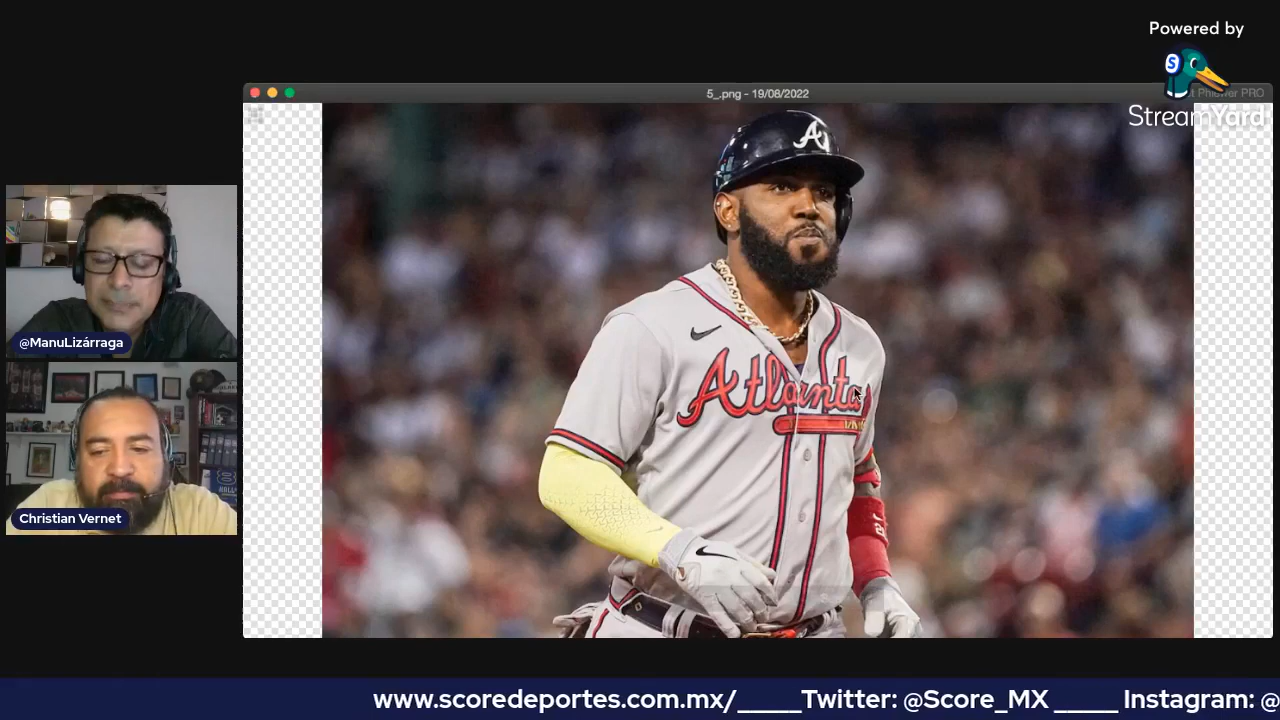 Powered by
StreamYard
5_.png - 19/08/2022
Atlanta
@ManuLizárraga
Christian Vernet
www.scoredeportes.com.mx/_____Twitter: @Score_MX _____ Instagram: @